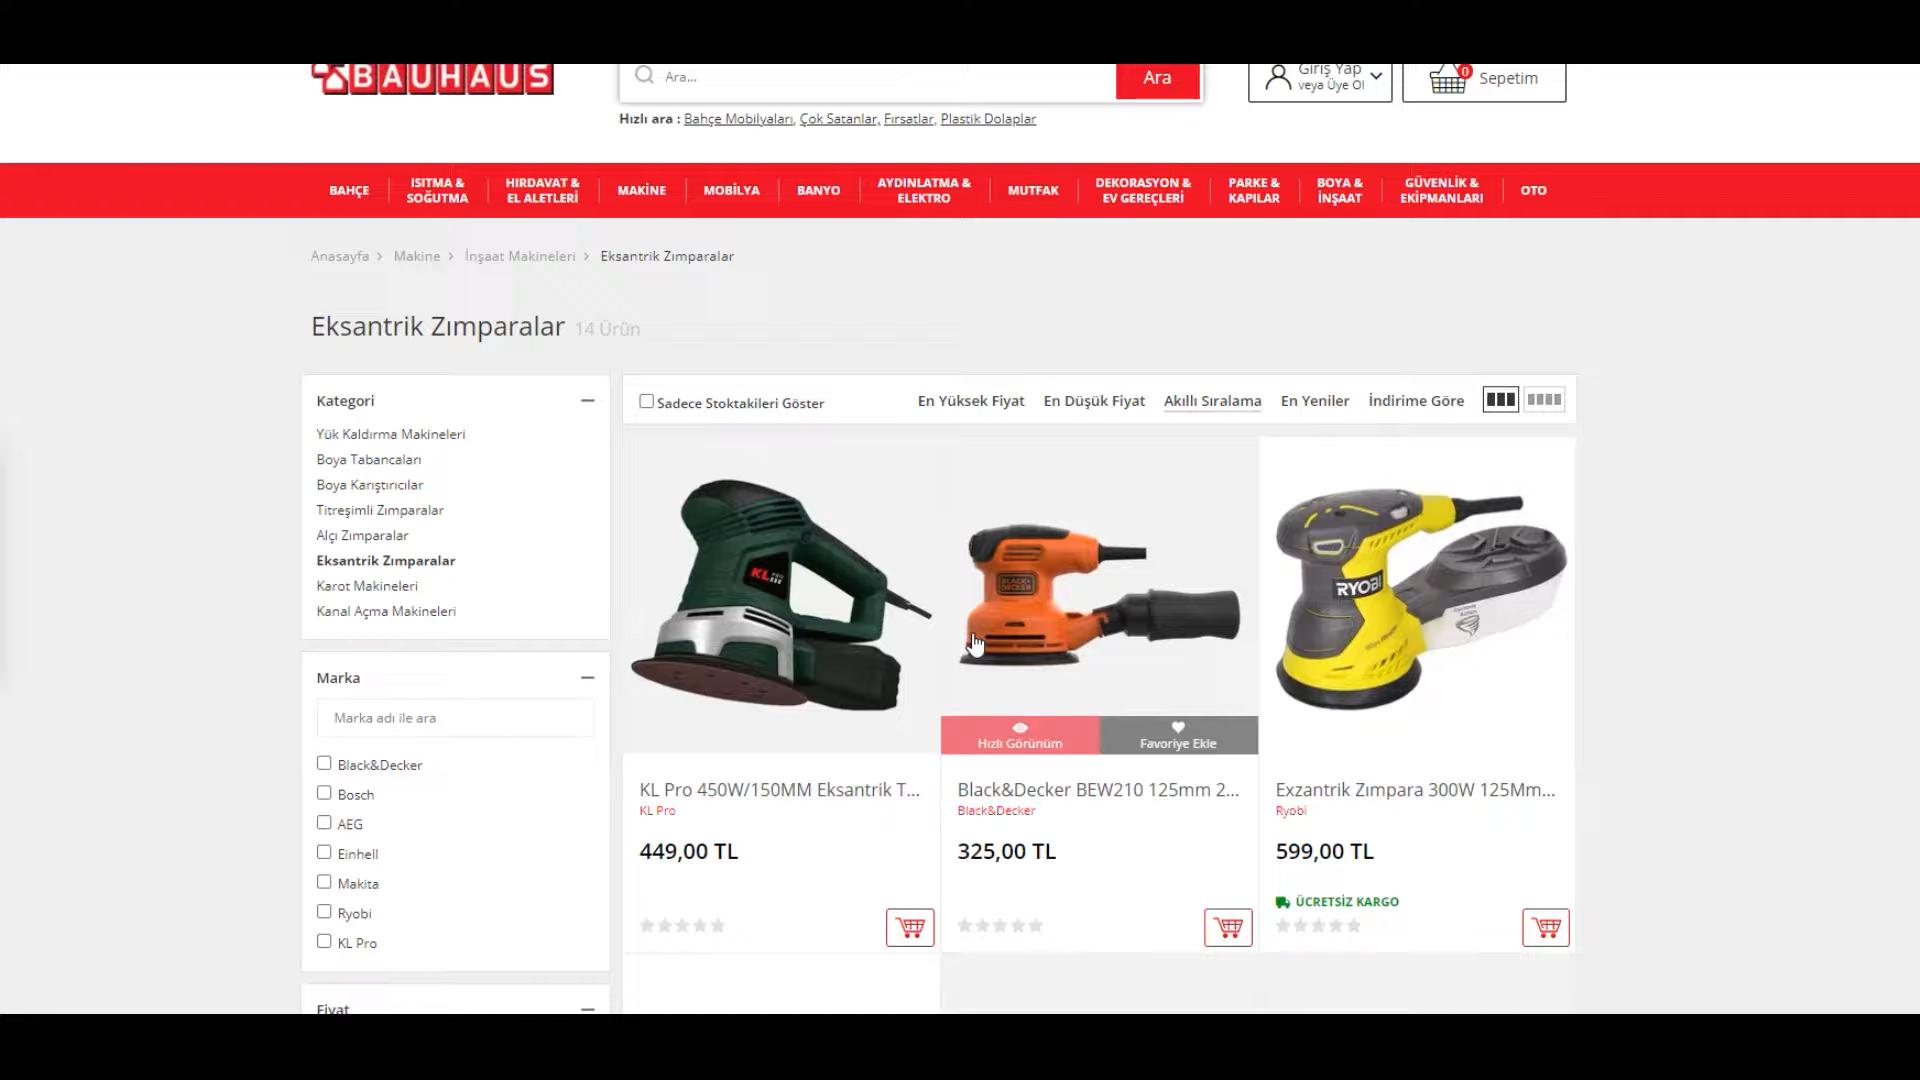 BAUHAUS
Ara...
Ara
Giriş Yap
veya Üye Ol
0
Sepetim
Hızlı ara : Bahçe Mobilyaları, Çok Satanlar, Fırsatlar, Plastik Dolaplar
BAHÇE
ISITMA &
SOĞUTMA
HIRDAVAT &
EL ALETLERİ
MAKİNE
MOBİLYA
BANYO
AYDINLATMA &
ELEKTRO
MUTFAK
DEKORASYON &
EV GEREÇLERİ
PARKE &
KAPILAR
BOYA &
İNŞAAT
GÜVENLİK &
EKİPMANLARI
OTO
Anasayfa > Makine > İnşaat Makineleri > Eksantrik Zımparalar
Eksantrik Zımparalar 14 Ürün
Kategori
Yük Kaldırma Makineleri
Boya Tabancaları
Boya Karıştırıcılar
Titreşimli Zımparalar
Alçı Zımparalar
Eksantrik Zımparalar
Karot Makineleri
Kanal Açma Makineleri
Marka
Marka adı ile ara
Black&Decker
Bosch
AEG
Einhell
Makita
Ryobi
KL Pro
Fiyat
Sadece Stoktakileri Göster
En Yüksek Fiyat
En Düşük Fiyat
Akıllı Sıralama
En Yeniler
İndirime Göre
KL PRO
BLACK+
DECKER
RYOBI
Hızlı Görünüm
Favoriye Ekle
KL Pro 450W/150MM Eksantrik T...
KL Pro
449,00 TL
Black&Decker BEW210 125mm 2...
Black&Decker
325,00 TL
Exzantrik Zımpara 300W 125Mm...
Ryobi
599,00 TL
ÜCRETSİZ KARGO